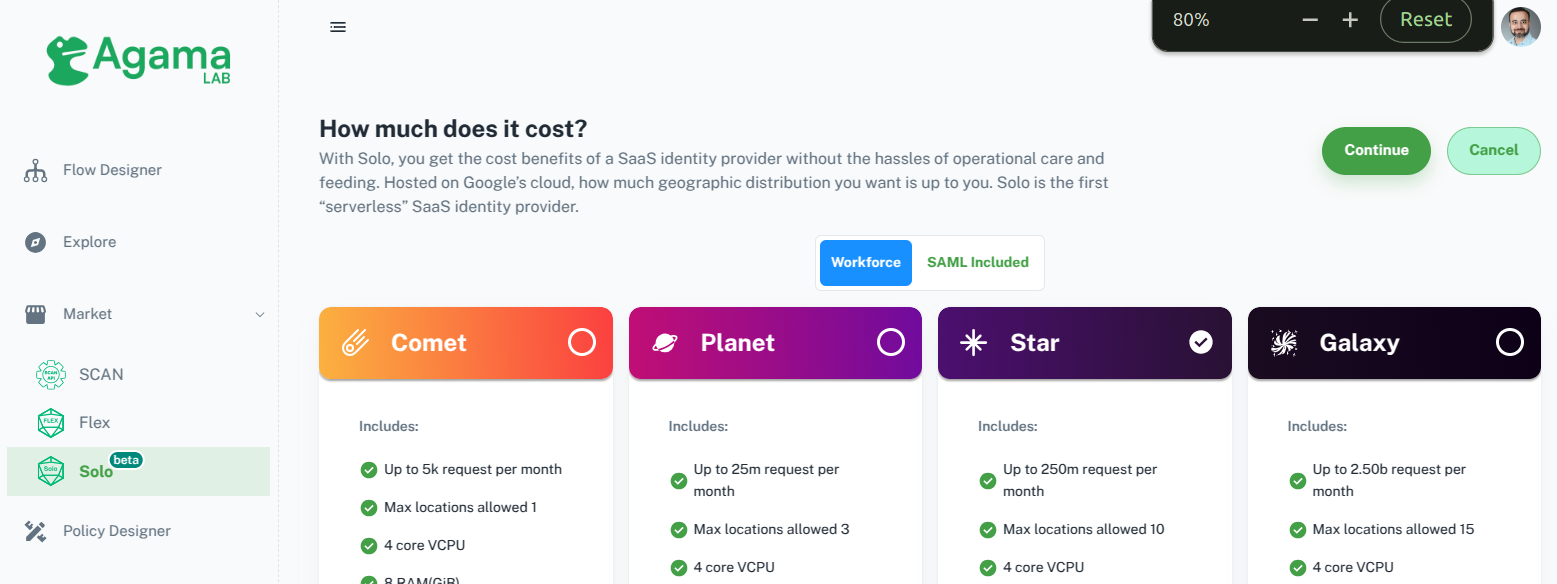 80%
Reset
Agama
LAB
How much does it cost?
With Solo, you get the cost benefits of a SaaS identity provider without the hassles of operational care and
feeding. Hosted on Google's cloud, how much geographic distribution you want is up to you. Solo is the first
“serverless” SaaS identity provider.
Continue
Cancel
Flow Designer
Explore
Market
SCAN API
SCAN
FLEX
Flex
Solo
Solo
beta
Policy Designer
Workforce
SAML Included
Comet
Includes:
Up to 5k request per month
Max locations allowed 1
4 core VCPU
8 RAM(GiB)
Planet
Includes:
Up to 25m request per
month
Max locations allowed 3
4 core VCPU
Star
Includes:
Up to 250m request per
month
Max locations allowed 10
4 core VCPU
Galaxy
Includes:
Up to 2.50b request per
month
Max locations allowed 15
4 core VCPU